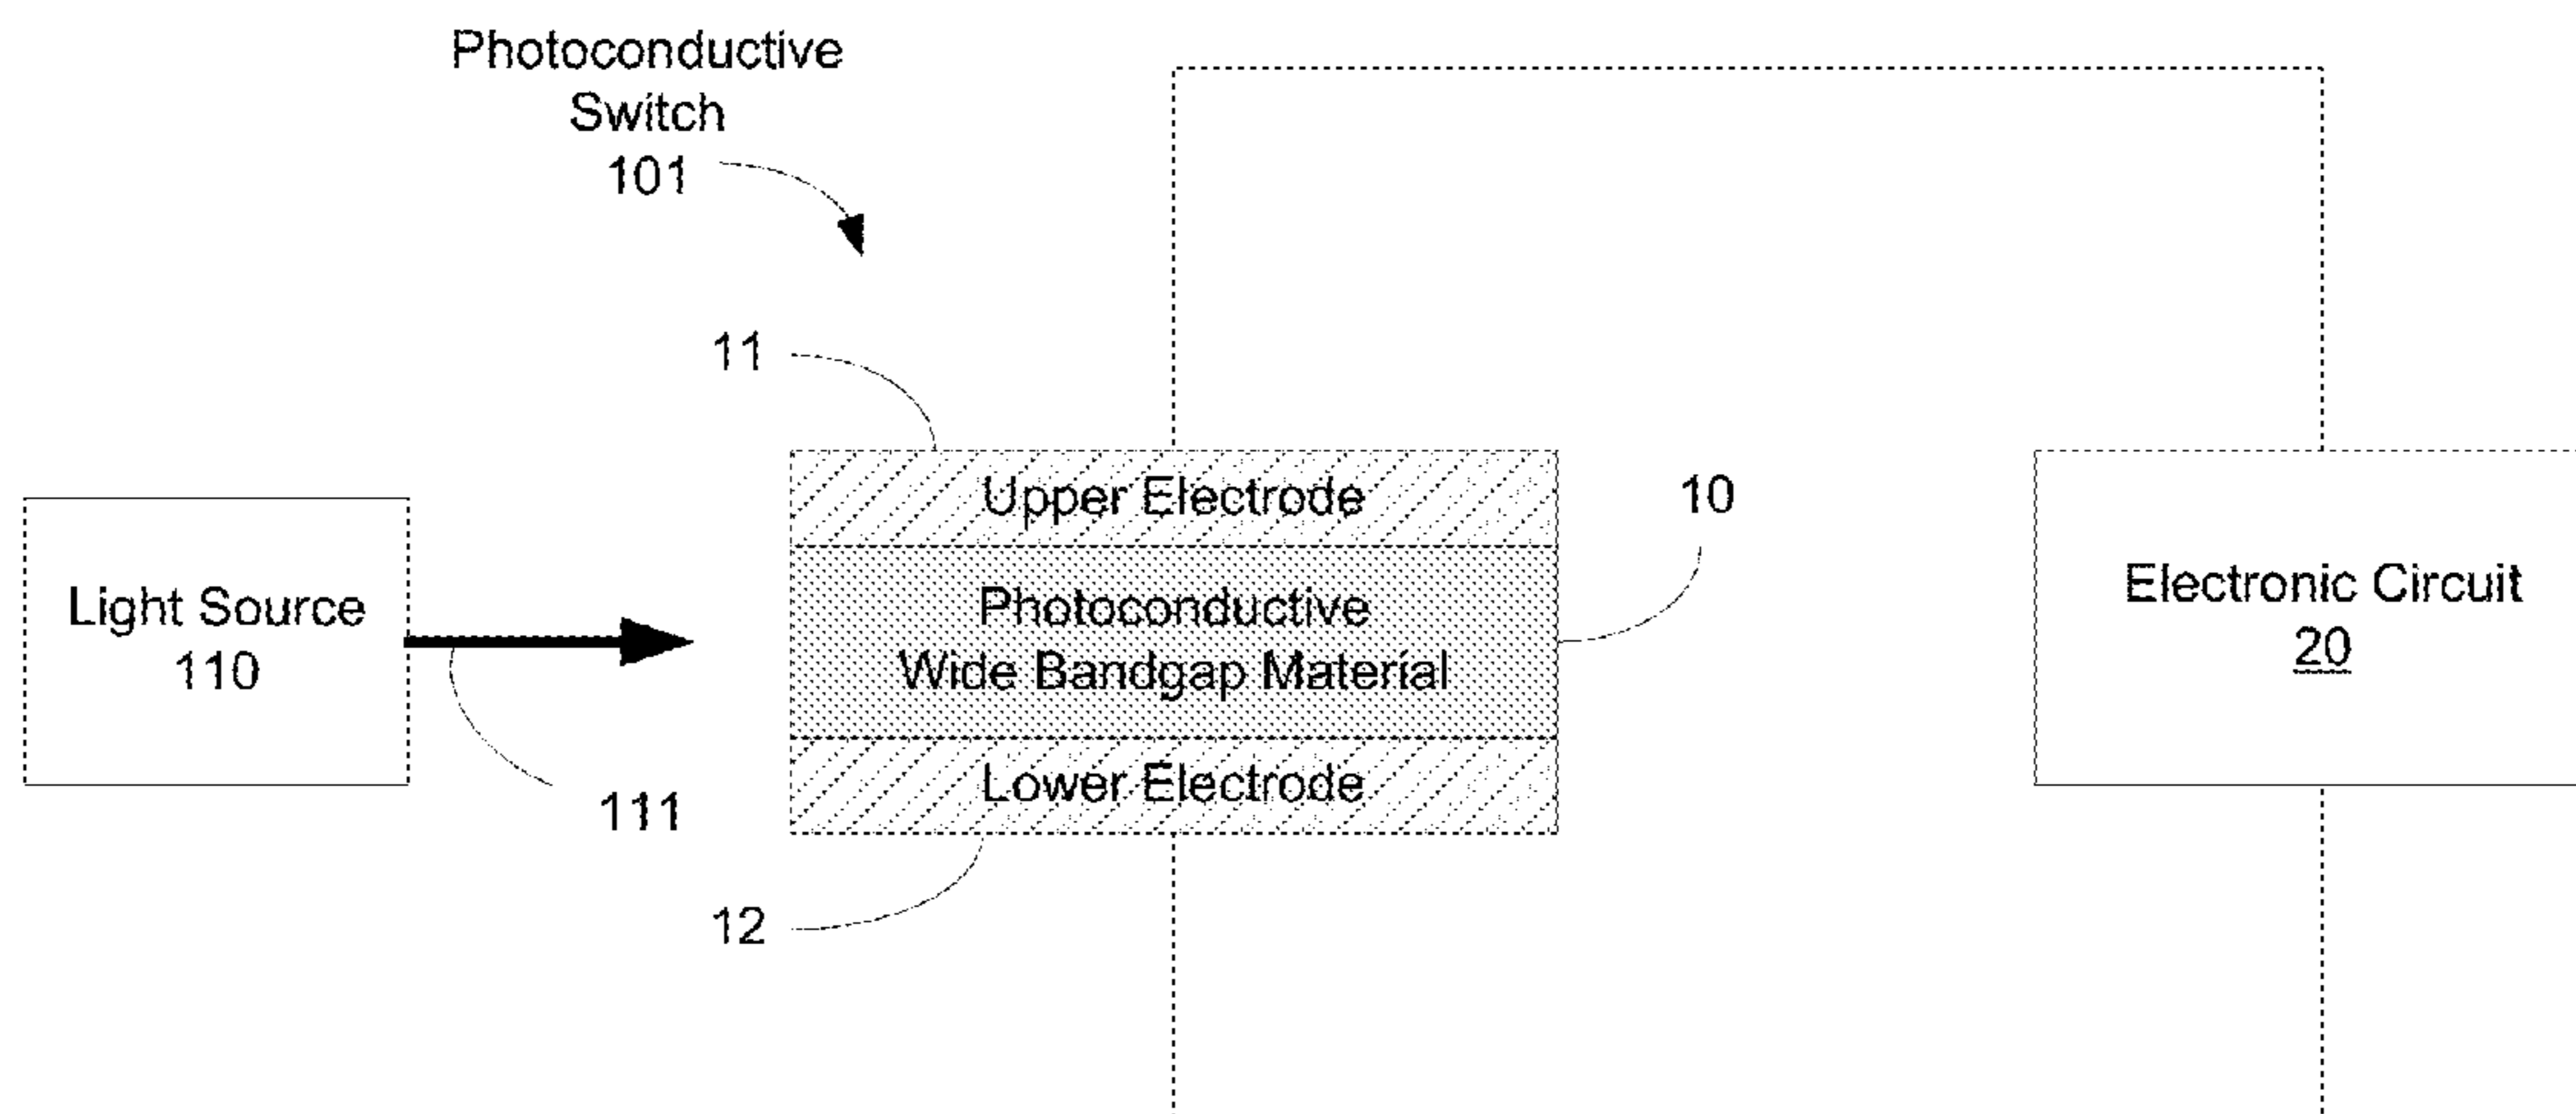 Photoconductive
Switch
101
11
Upper Electrode
10
Light Source
110
Photoconductive
Wide Bandgap Material
Electronic Circuit
20
111
Lower Electrode
12